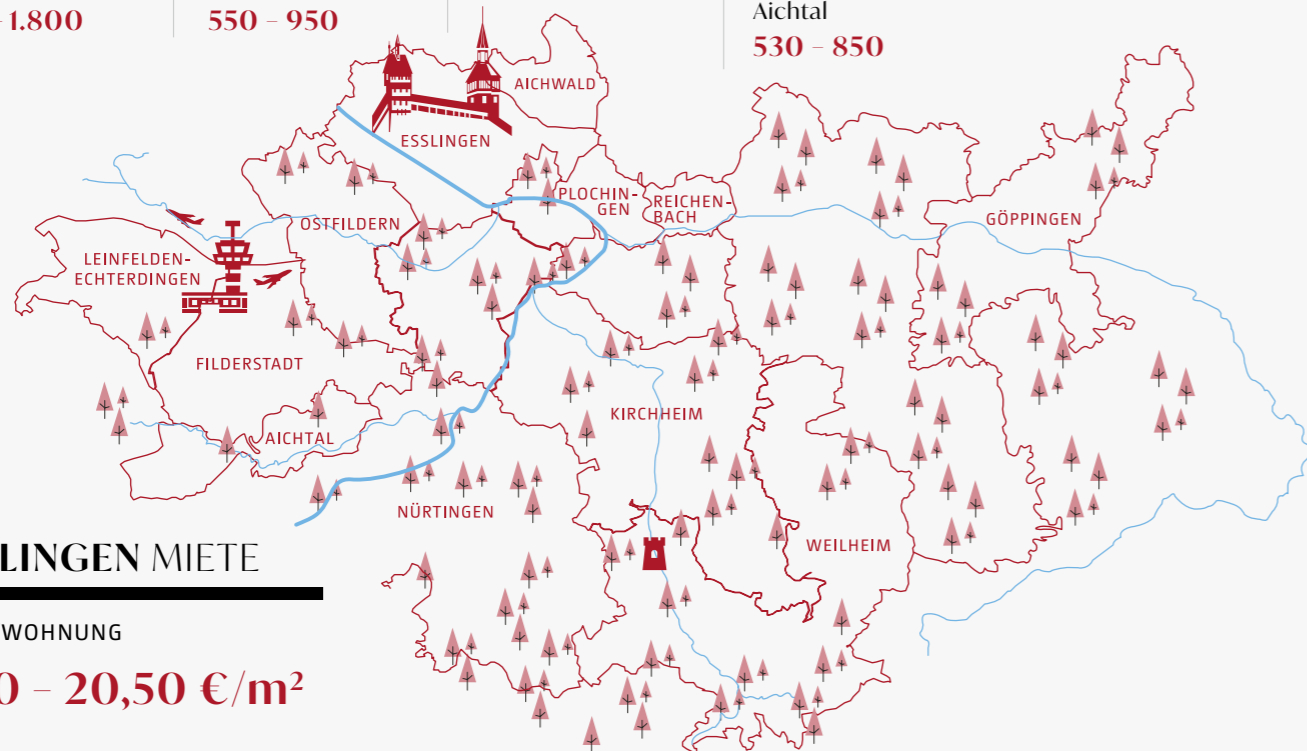 - 1.800
550 – 950
Aichtal
530 – 850
AICHWALD
ESSLINGEN
PLOCHIN-
GEN
REICHEN-
BACH
GÖPPINGEN
OSTFILDERN
LEINFELDEN-
ECHTERDINGEN
FILDERSTADT
AICHTAL
KIRCHHEIM
NÜRTINGEN
WEILHEIM
LINGEN MIETE
WOHNUNG
0 – 20,50 €/m²